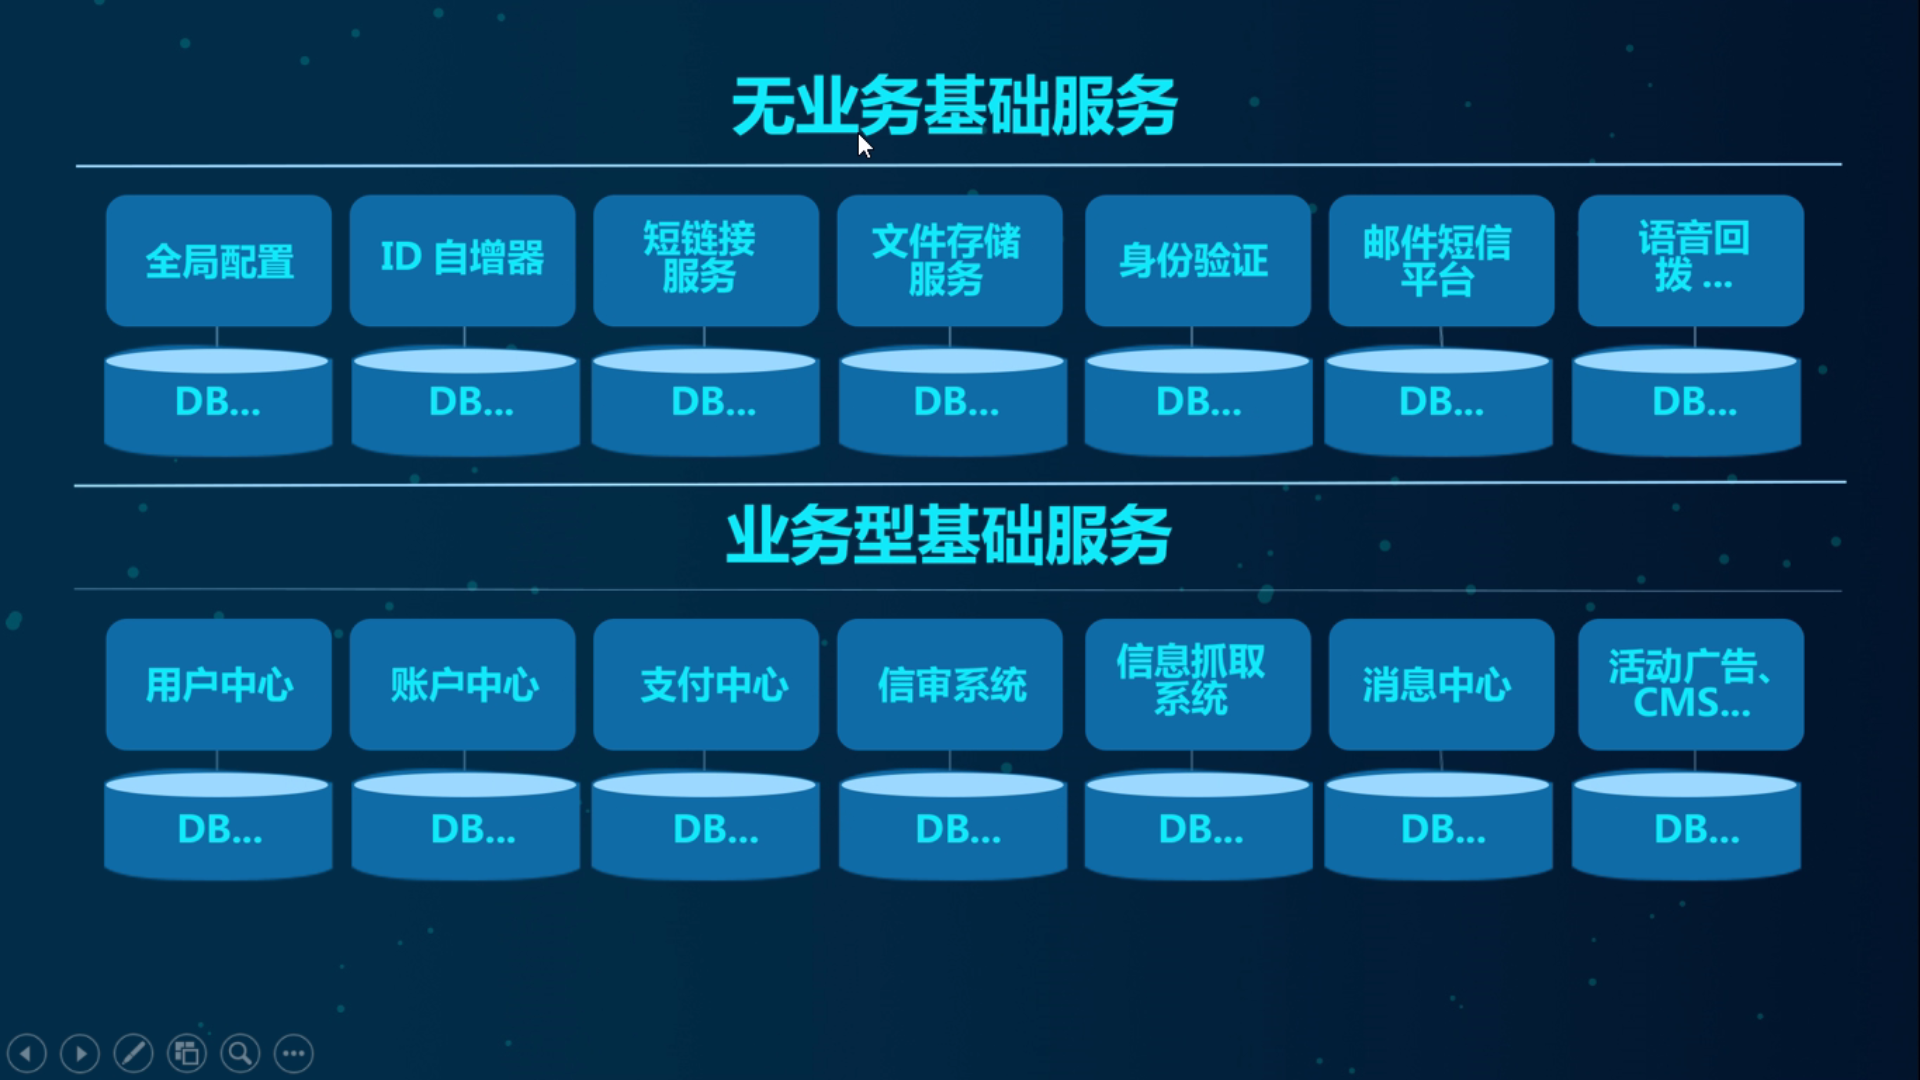 无业务基础服务
全局配置
ID 自增器
短链接
服务
文件存储
服务
身份验证
邮件短信
平台
语音回
拨 ...
DB...
DB...
DB...
DB...
DB...
DB...
DB...
业务型基础服务
用户中心
账户中心
支付中心
信审系统
信息抓取
系统
消息中心
活动广告、
CMS...
DB...
DB...
DB...
DB...
DB...
DB...
DB...